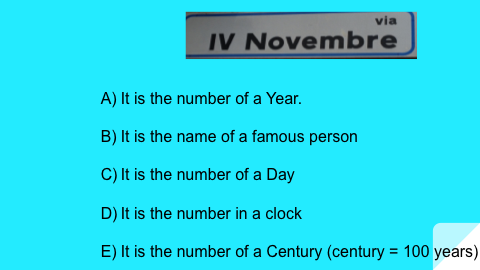 via
IV Novembre
A) It is the number of a Year.
B) It is the name of a famous person
C) It is the number of a Day
D) It is the number in a clock
E) It is the number of a Century (century = 100 years)